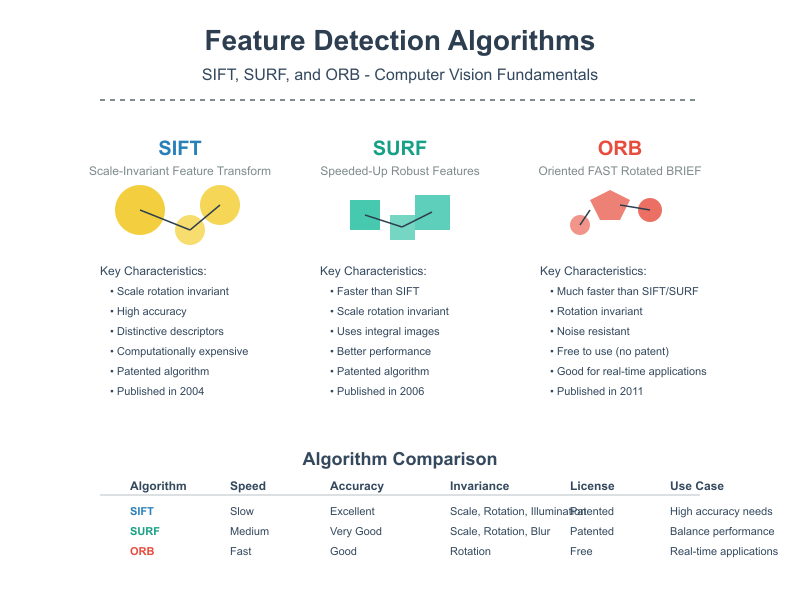 Feature Detection Algorithms
SIFT, SURF, and ORB - Computer Vision Fundamentals
SIFT
Scale-Invariant Feature Transform
Key Characteristics:
• Scale rotation invariant
• High accuracy
• Distinctive descriptors
• Computationally expensive
• Patented algorithm
• Published in 2004
SURF
Speeded-Up Robust Features
Key Characteristics:
• Faster than SIFT
• Scale rotation invariant
• Uses integral images
• Better performance
• Patented algorithm
• Published in 2006
ORB
Oriented FAST Rotated BRIEF
Key Characteristics:
• Much faster than SIFT/SURF
• Rotation invariant
• Noise resistant
• Free to use (no patent)
• Good for real-time applications
• Published in 2011
Algorithm Comparison
Algorithm Speed Accuracy Invariance License Use Case
SIFT Slow Excellent Scale, Rotation, Illumination Patented High accuracy needs
SURF Medium Very Good Scale, Rotation, Blur Patented Balance performance
ORB Fast Good Rotation Free Real-time applications